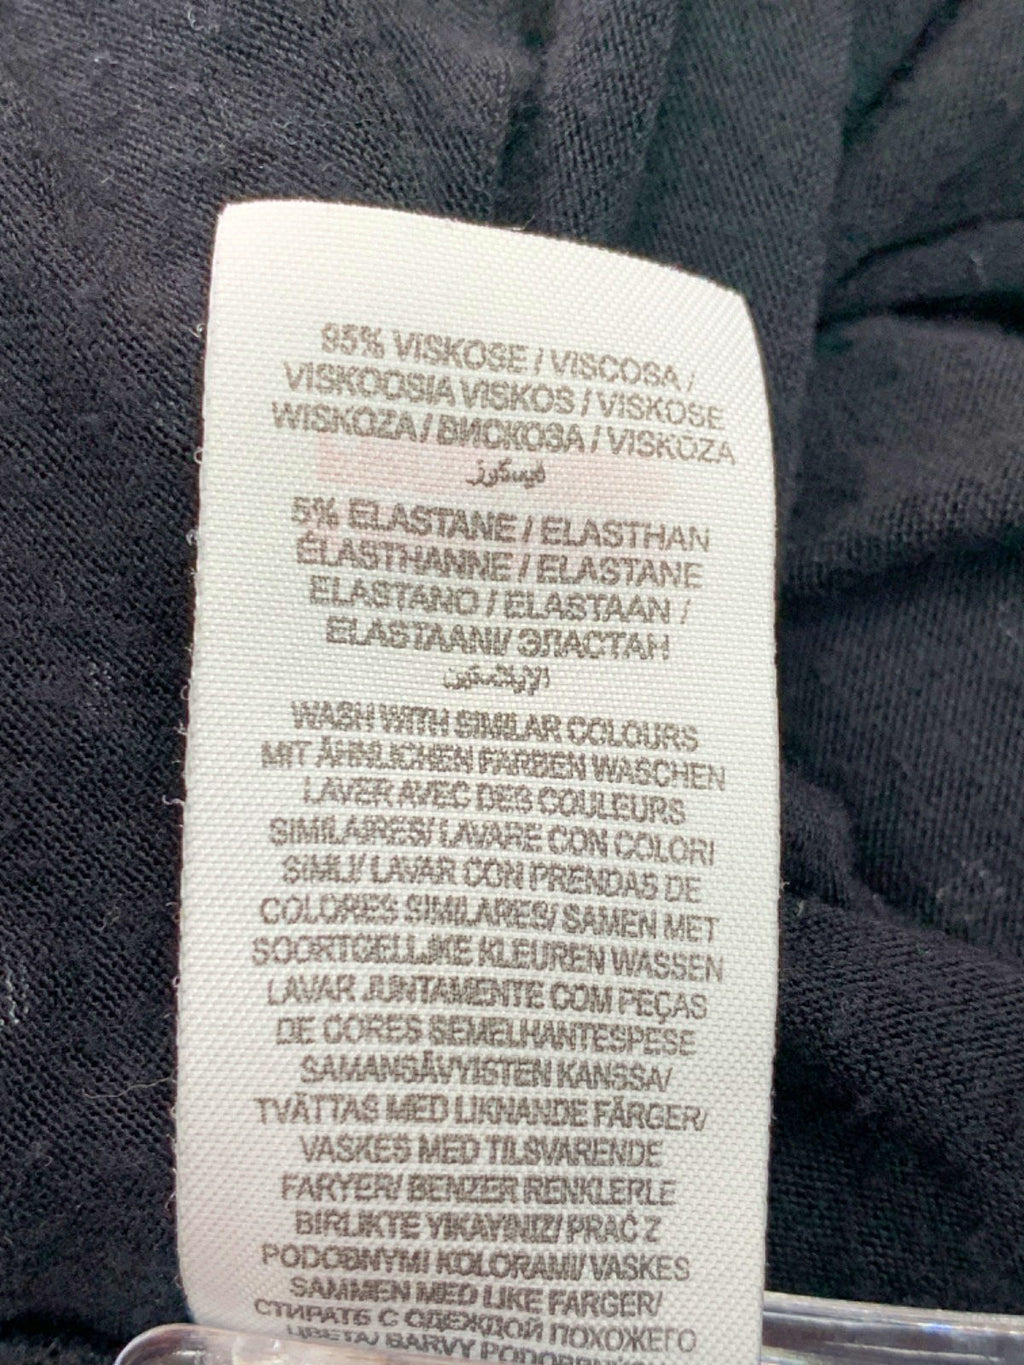 95% VISKOSE / VISCOSA /
VISKOOSIA VISKOS / VISKOSE
WISKOZA / ВИСКОЗА / VISKOZA
فيسكوز
5% ELASTANE / ELASTHAN
ÉLASTHANNE / ELASTANE
ELASTANO / ELASTAAN /
ELASTAANI/ ЭЛАСТАН
WASH WITH SIMILAR COLOURS
MIT ÄHNLICHEN FARBEN WASCHEN
LAVER AVEC DES COULEURS
SIMILAIRES/ LAVARE CON COLORI
SIMILI/ LAVAR CON PRENDAS DE
COLORES SIMILARES/ SAMEN MET
SOORTGELIJKE KLEUREN WASSEN
LAVAR JUNTAMENTE COM PEÇAS
DE CORES SEMELHANTESPESE
SAMANSÄVYISTEN KANSSA/
TVÄTTAS MED LIKNANDE FÄRGER/
VASKES MED TILSVARENDE
FARYER/ BENZER RENKLERLE
BIRLIKTE YIKAYINIZ/ PRAĆ Z
PODOBNYMI KOLORAMI/ VASKES
SAMMEN MED LIKE FARGER/
СТИРАТЬ С ОДЕЖДОЙ ПОХОЖЕГО
ЦВЕТА/ BARVY